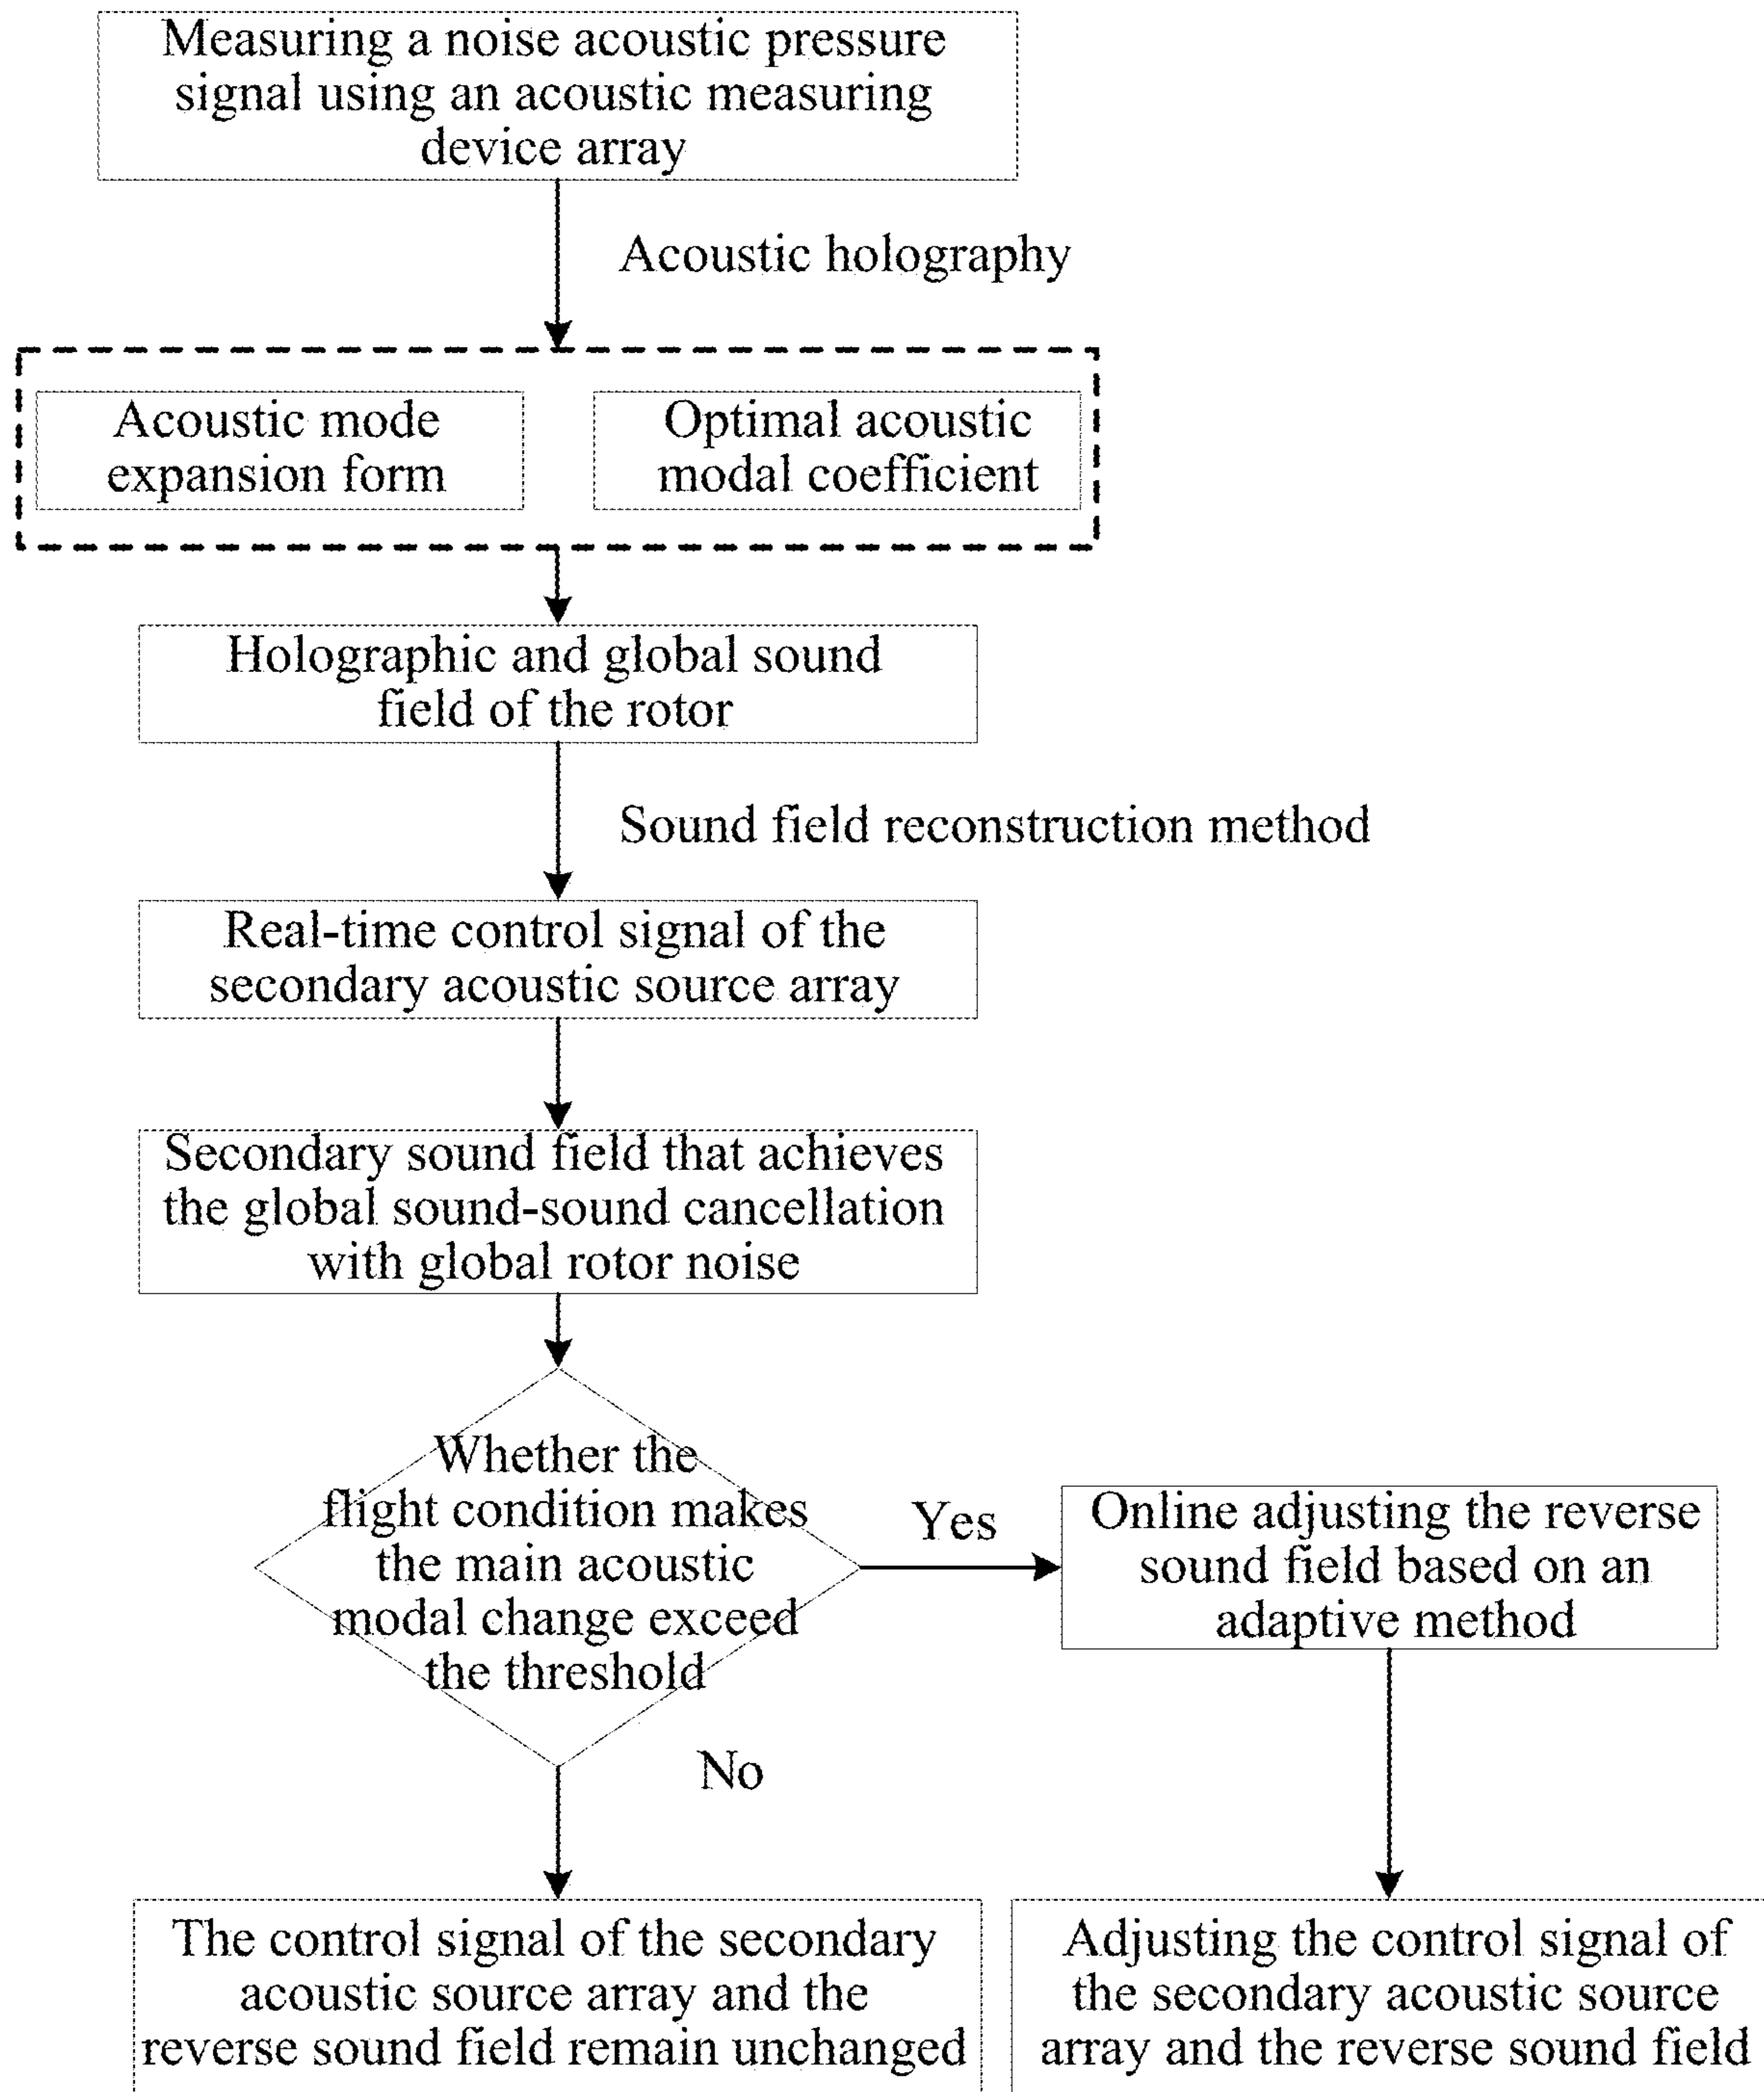 Measuring a noise acoustic pressure
signal using an acoustic measuring
device array
Acoustic holography
Acoustic mode
expansion form
Optimal acoustic
modal coefficient
Holographic and global sound
field of the rotor
Sound field reconstruction method
Real-time control signal of the
secondary acoustic source array
Secondary sound field that achieves
the global sound-sound cancellation
with global rotor noise
Whether the
flight condition makes
the main acoustic
modal change exceed
the threshold
Yes
Online adjusting the reverse
sound field based on an
adaptive method
No
The control signal of the secondary
acoustic source array and the
reverse sound field remain unchanged
Adjusting the control signal of
the secondary acoustic source
array and the reverse sound field